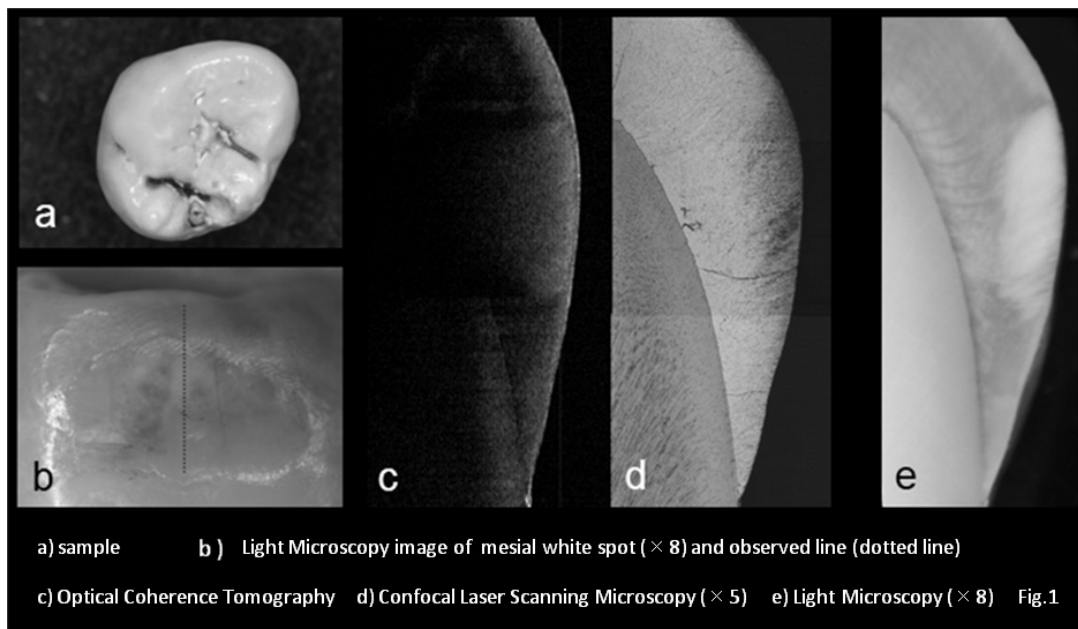 a
b
c
d
e
a) sample b) Light Microscopy image of mesial white spot (× 8) and observed line (dotted line)
c) Optical Coherence Tomography d) Confocal Laser Scanning Microscopy (× 5) e) Light Microscopy (× 8) Fig.1